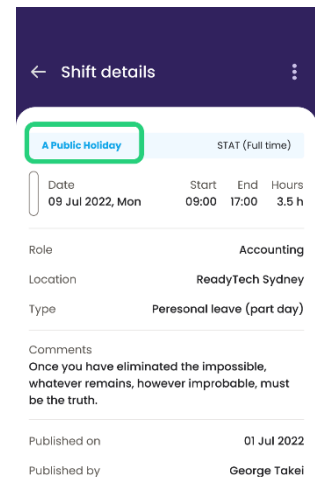 Shift details
A Public Holiday STAT (Full time)
Date Start End Hours
09 Jul 2022, Mon 09:00 17:00 3.5 h
Role Accounting
Location ReadyTech Sydney
Type Peresonal leave (part day)
Comments
Once you have eliminated the impossible,
whatever remains, however improbable, must
be the truth.
Published on 01 Jul 2022
Published by George Takei